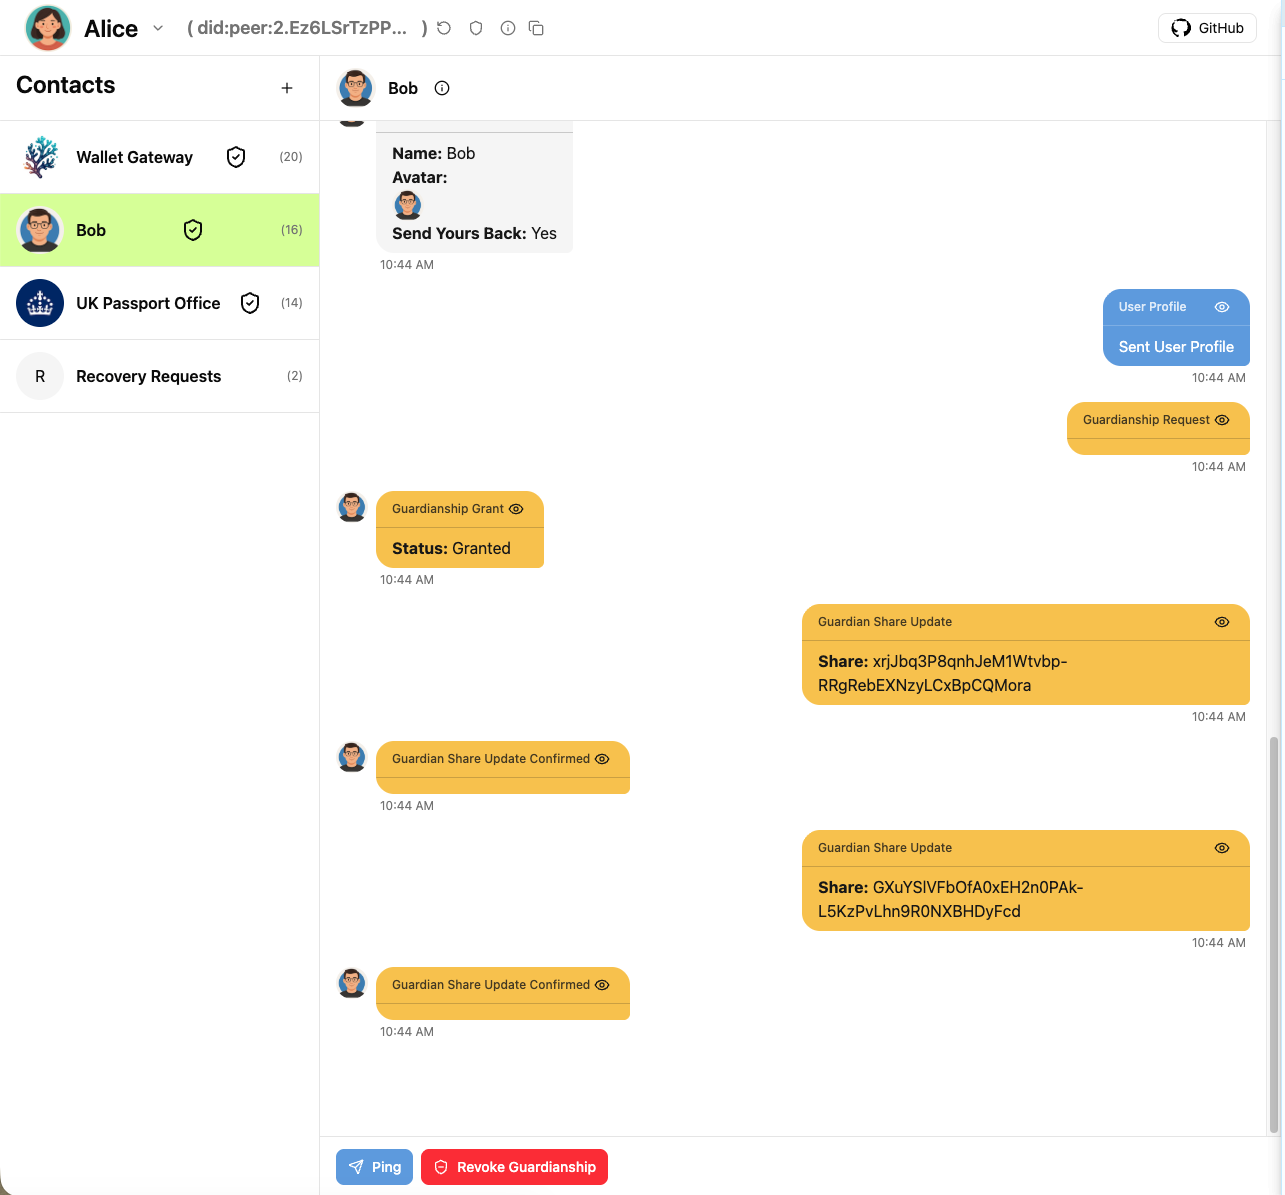 Alice
( did:peer:2.Ez6LSrTzPP... )
GitHub
Contacts
+
Wallet Gateway
(20)
Bob
(16)
UK Passport Office
(14)
R
Recovery Requests
(2)
Bob
Name: Bob
Avatar:
Send Yours Back: Yes
10:44 AM
User Profile
Sent User Profile
10:44 AM
Guardianship Request
10:44 AM
Guardianship Grant
Status: Granted
10:44 AM
Guardian Share Update
Share: xrjJbq3P8qnhJeM1Wtvbp-
RRgRebEXNzyLCxBpCQMora
10:44 AM
Guardian Share Update Confirmed
10:44 AM
Guardian Share Update
Share: GXuYSlVFbOfA0xEH2n0PAk-
L5KzPvLhn9R0NXBHDyFcd
10:44 AM
Guardian Share Update Confirmed
10:44 AM
Ping
Revoke Guardianship